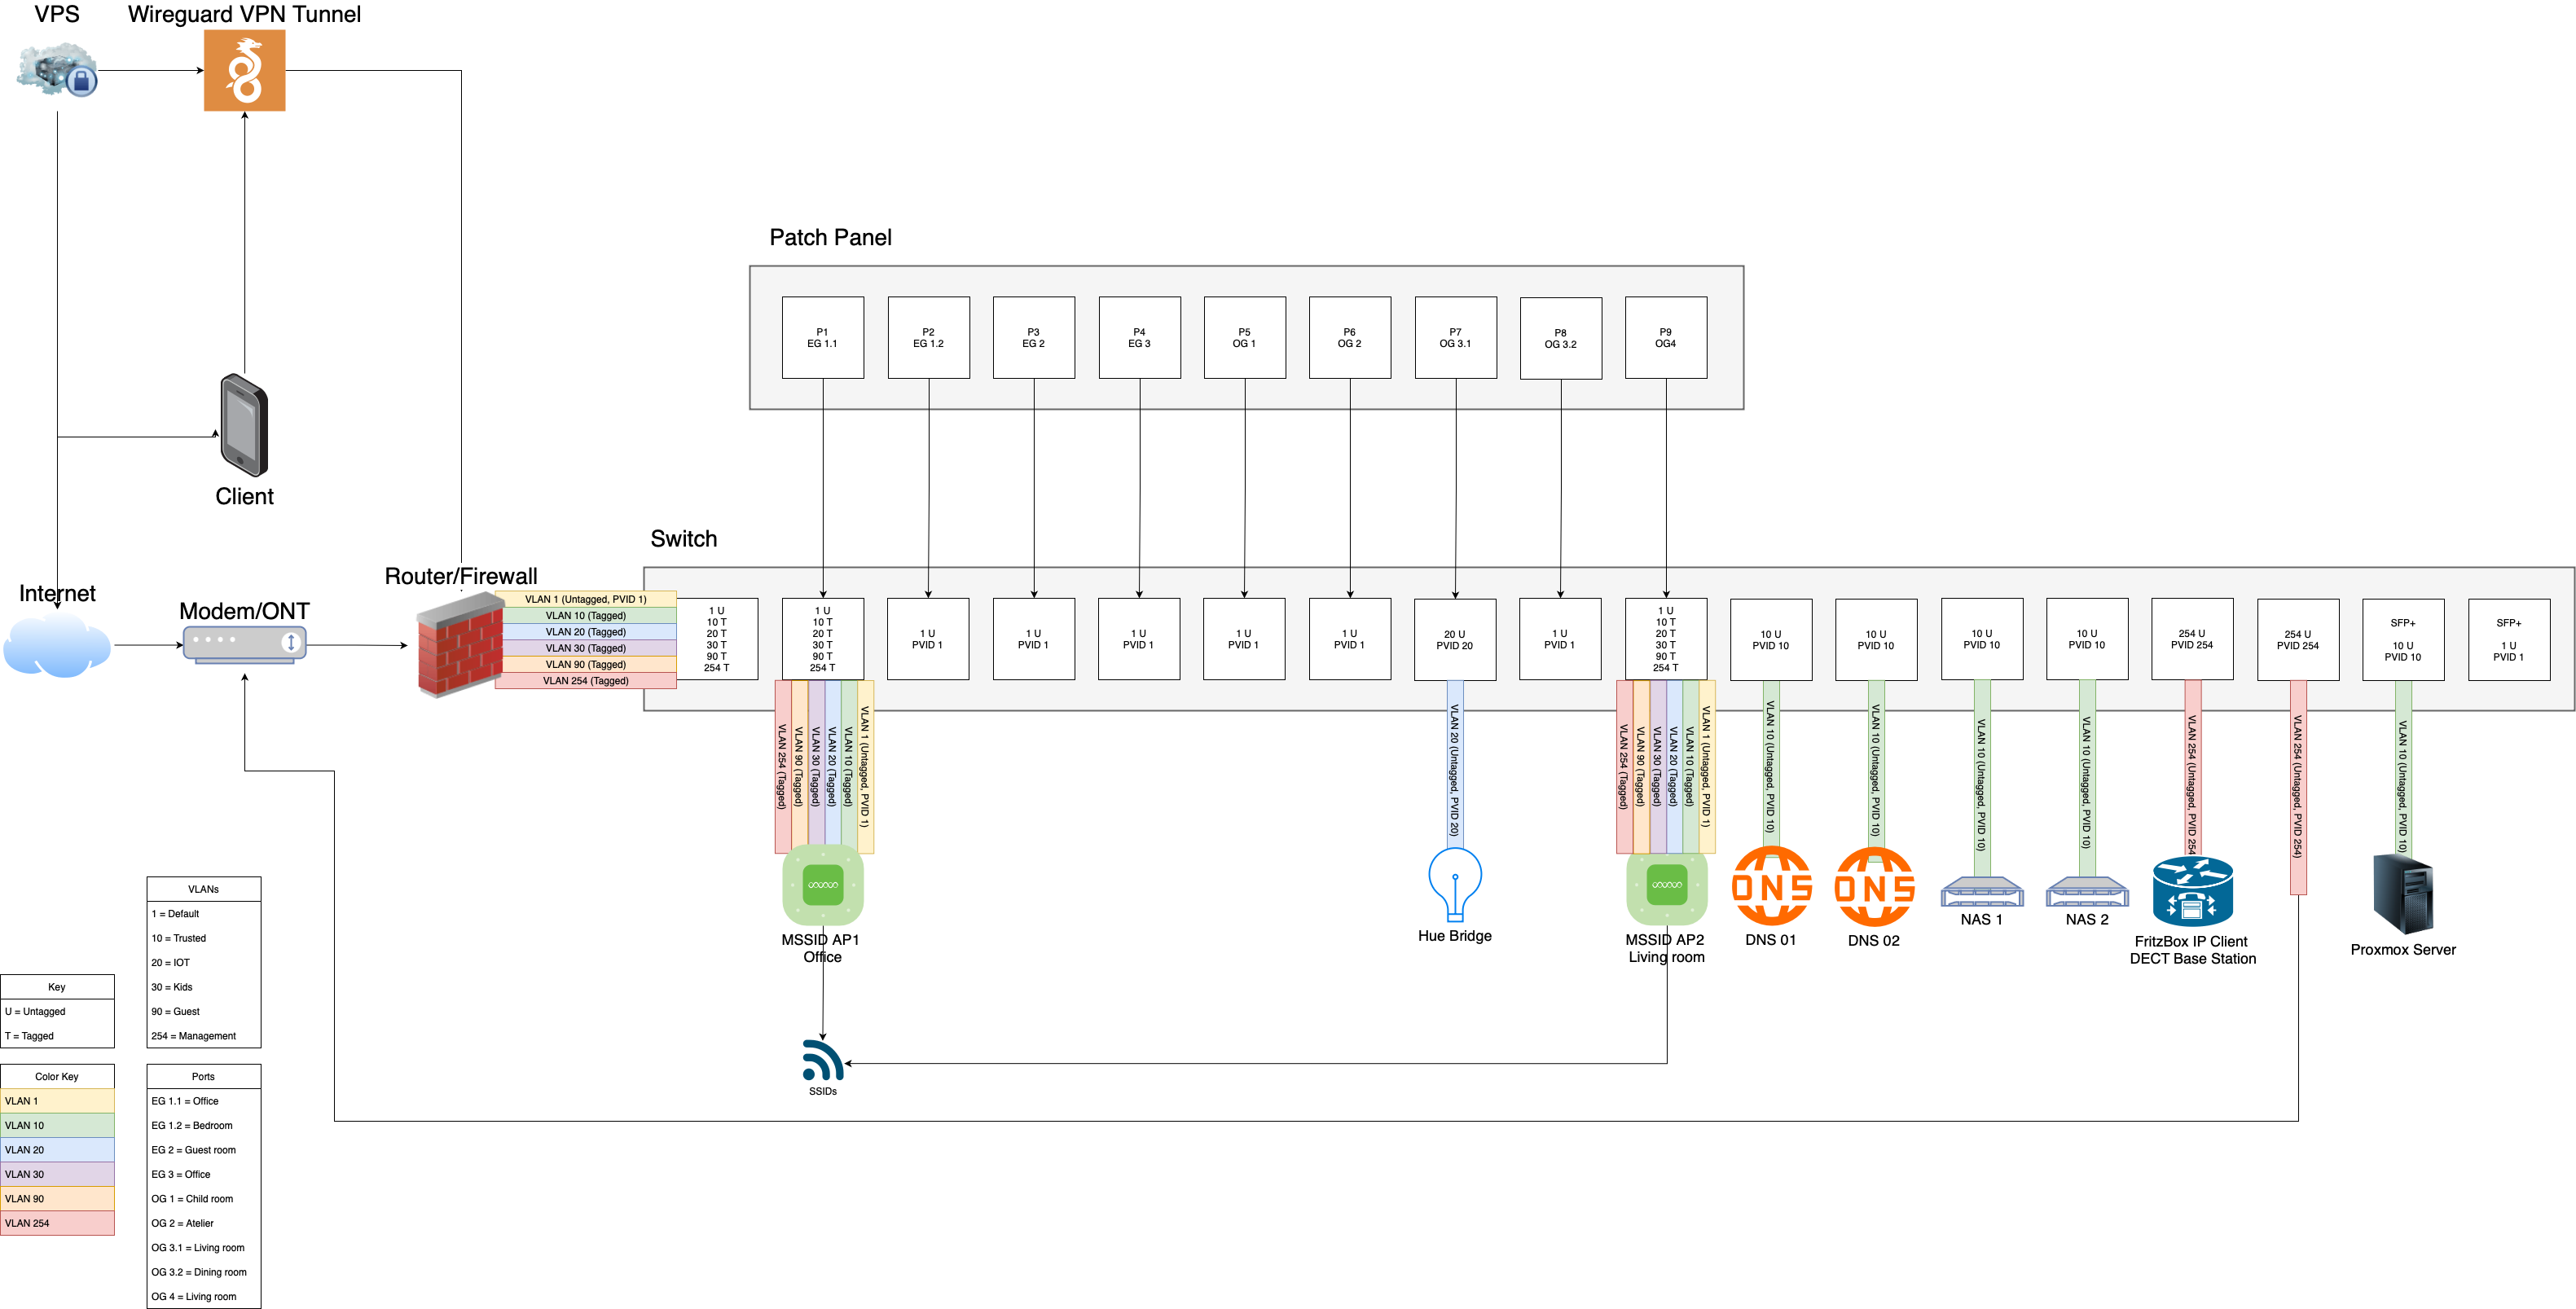 VPS
Wireguard VPN Tunnel
Client
Patch Panel
P1
EG 1.1
P2
EG 1.2
P3
EG 2
P4
EG 3
P5
OG 1
P6
OG 2
P7
OG 3.1
P8
OG 3.2
P9
OG4
Switch
Internet
Modem/ONT
Router/Firewall
VLAN 1 (Untagged, PVID 1)
VLAN 10 (Tagged)
VLAN 20 (Tagged)
VLAN 30 (Tagged)
VLAN 90 (Tagged)
VLAN 254 (Tagged)
1 U
10 T
20 T
30 T
90 T
254 T
1 U
10 T
20 T
30 T
90 T
254 T
1 U
PVID 1
1 U
PVID 1
1 U
PVID 1
1 U
PVID 1
1 U
PVID 1
20 U
PVID 20
1 U
PVID 1
1 U
10 T
20 T
30 T
90 T
254 T
10 U
PVID 10
10 U
PVID 10
10 U
PVID 10
10 U
PVID 10
254 U
PVID 254
254 U
PVID 254
SFP+
10 U
PVID 10
SFP+
1 U
PVID 1
VLAN 254 (Tagged)
VLAN 90 (Tagged)
VLAN 30 (Tagged)
VLAN 20 (Tagged)
VLAN 10 (Tagged)
VLAN 1 (Untagged, PVID 1)
VLAN 20 (Untagged, PVID 20)
VLAN 254 (Tagged)
VLAN 90 (Tagged)
VLAN 30 (Tagged)
VLAN 20 (Tagged)
VLAN 10 (Tagged)
VLAN 1 (Untagged, PVID 1)
VLAN 10 (Untagged, PVID 10)
VLAN 10 (Untagged, PVID 10)
VLAN 10 (Untagged, PVID 10)
VLAN 10 (Untagged, PVID 10)
VLAN 254 (Untagged, PVID 254
VLAN 254 (Untagged, PVID 254)
VLAN 10 (Untagged, PVID 10)
MSSID AP1
Office
Hue Bridge
MSSID AP2
Living room
DNS
DNS 01
DNS
DNS 02
NAS 1
NAS 2
FritzBox IP Client
DECT Base Station
Proxmox Server
SSIDs
VLANs
1 = Default
10 = Trusted
20 = IOT
30 = Kids
90 = Guest
254 = Management
Key
U = Untagged
T = Tagged
Color Key
VLAN 1
VLAN 10
VLAN 20
VLAN 30
VLAN 90
VLAN 254
Ports
EG 1.1 = Office
EG 1.2 = Bedroom
EG 2 = Guest room
EG 3 = Office
OG 1 = Child room
OG 2 = Atelier
OG 3.1 = Living room
OG 3.2 = Dining room
OG 4 = Living room